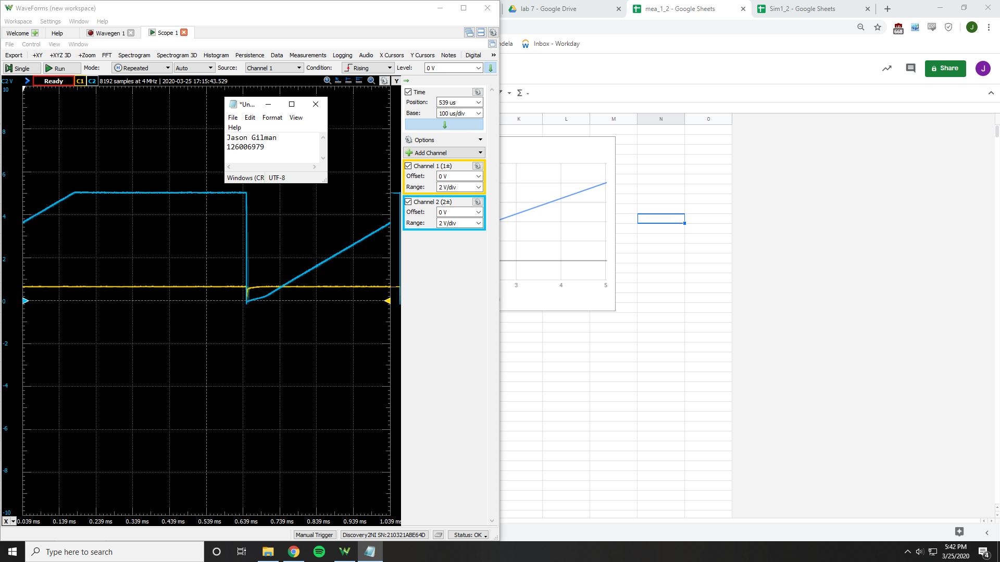 WaveForms (new workspace)
Workspace Settings Window Help
Welcome Help Wavegen 1 Scope 1
File Control View Window
Export +XY +XYZ 3D +Zoom FFT Spectrogram Spectrogram 3D Histogram Persistence Data Measurements Logging Audio X Cursors Y Cursors Notes Digital »
Single Run Mode: Repeated Auto Source: Channel 1 Condition: Rising Level: 0 V
C2 V Ready C1 C2 8192 samples at 4 MHz | 2020-03-25 17:15:43.529 Y
10
8
6
4
2
0
-2
-4
-6
-8
-10
X 0.039 ms 0.139 ms 0.239 ms 0.339 ms 0.439 ms 0.539 ms 0.639 ms 0.739 ms 0.839 ms 0.939 ms 1.039 ms
*Un...
File Edit Format View
Help
Jason Gilman
126006979
Windows (CR UTF-8
Time
Position: 539 us
Base: 100 us/div
Options
Add Channel
Channel 1 (1±)
Offset: 0 V
Range: 2 V/div
Channel 2 (2±)
Offset: 0 V
Range: 2 V/div
Manual Trigger Discovery2NI SN:210321ABE64D Status: OK
lab 7 - Google Drive mea_1_2 - Google Sheets Sim1_2 - Google Sheets
668 J
ndela Inbox - Workday
Share J
Σ
K L M N O
3 4 5
Type here to search
5:42 PM
3/25/2020
4